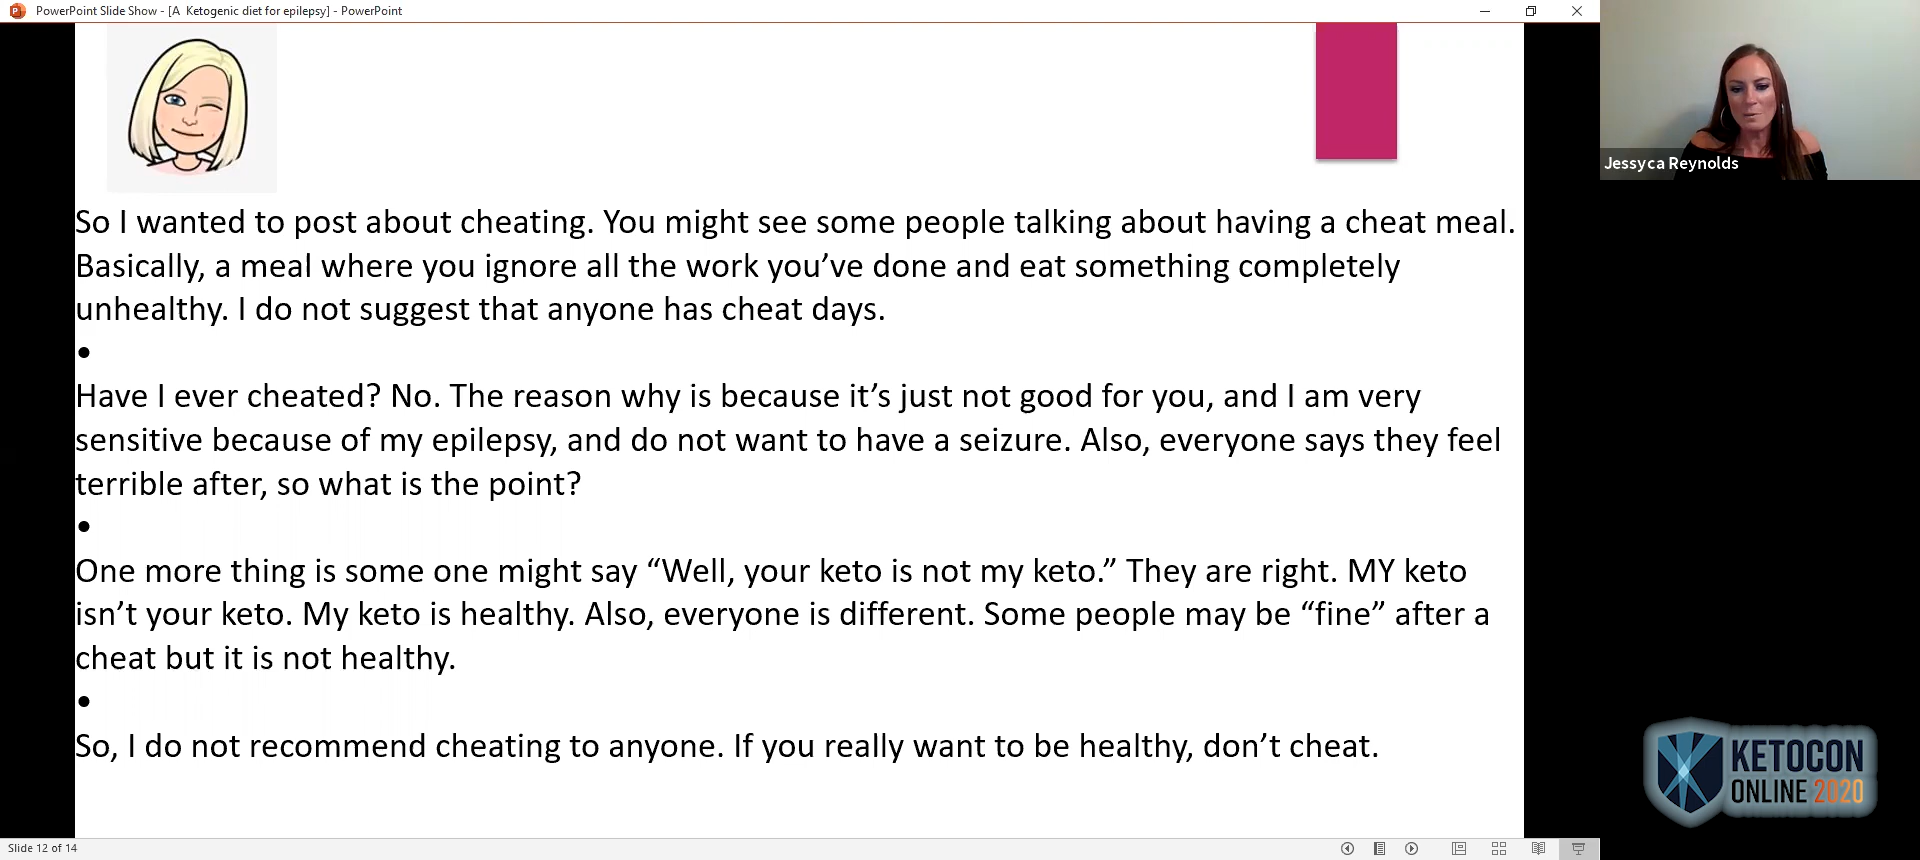 PowerPoint Slide Show - [A  Ketogenic diet for epilepsy] - PowerPoint
Jessyca Reynolds
So I wanted to post about cheating. You might see some people talking about having a cheat meal.
Basically, a meal where you ignore all the work you’ve done and eat something completely
unhealthy. I do not suggest that anyone has cheat days.
•
Have I ever cheated? No. The reason why is because it’s just not good for you, and I am very
sensitive because of my epilepsy, and do not want to have a seizure. Also, everyone says they feel
terrible after, so what is the point?
•
One more thing is some one might say “Well, your keto is not my keto.” They are right. MY keto
isn’t your keto. My keto is healthy. Also, everyone is different. Some people may be “fine” after a
cheat but it is not healthy.
•
So, I do not recommend cheating to anyone. If you really want to be healthy, don’t cheat.
KETOCON
ONLINE 2020
Slide 12 of 14